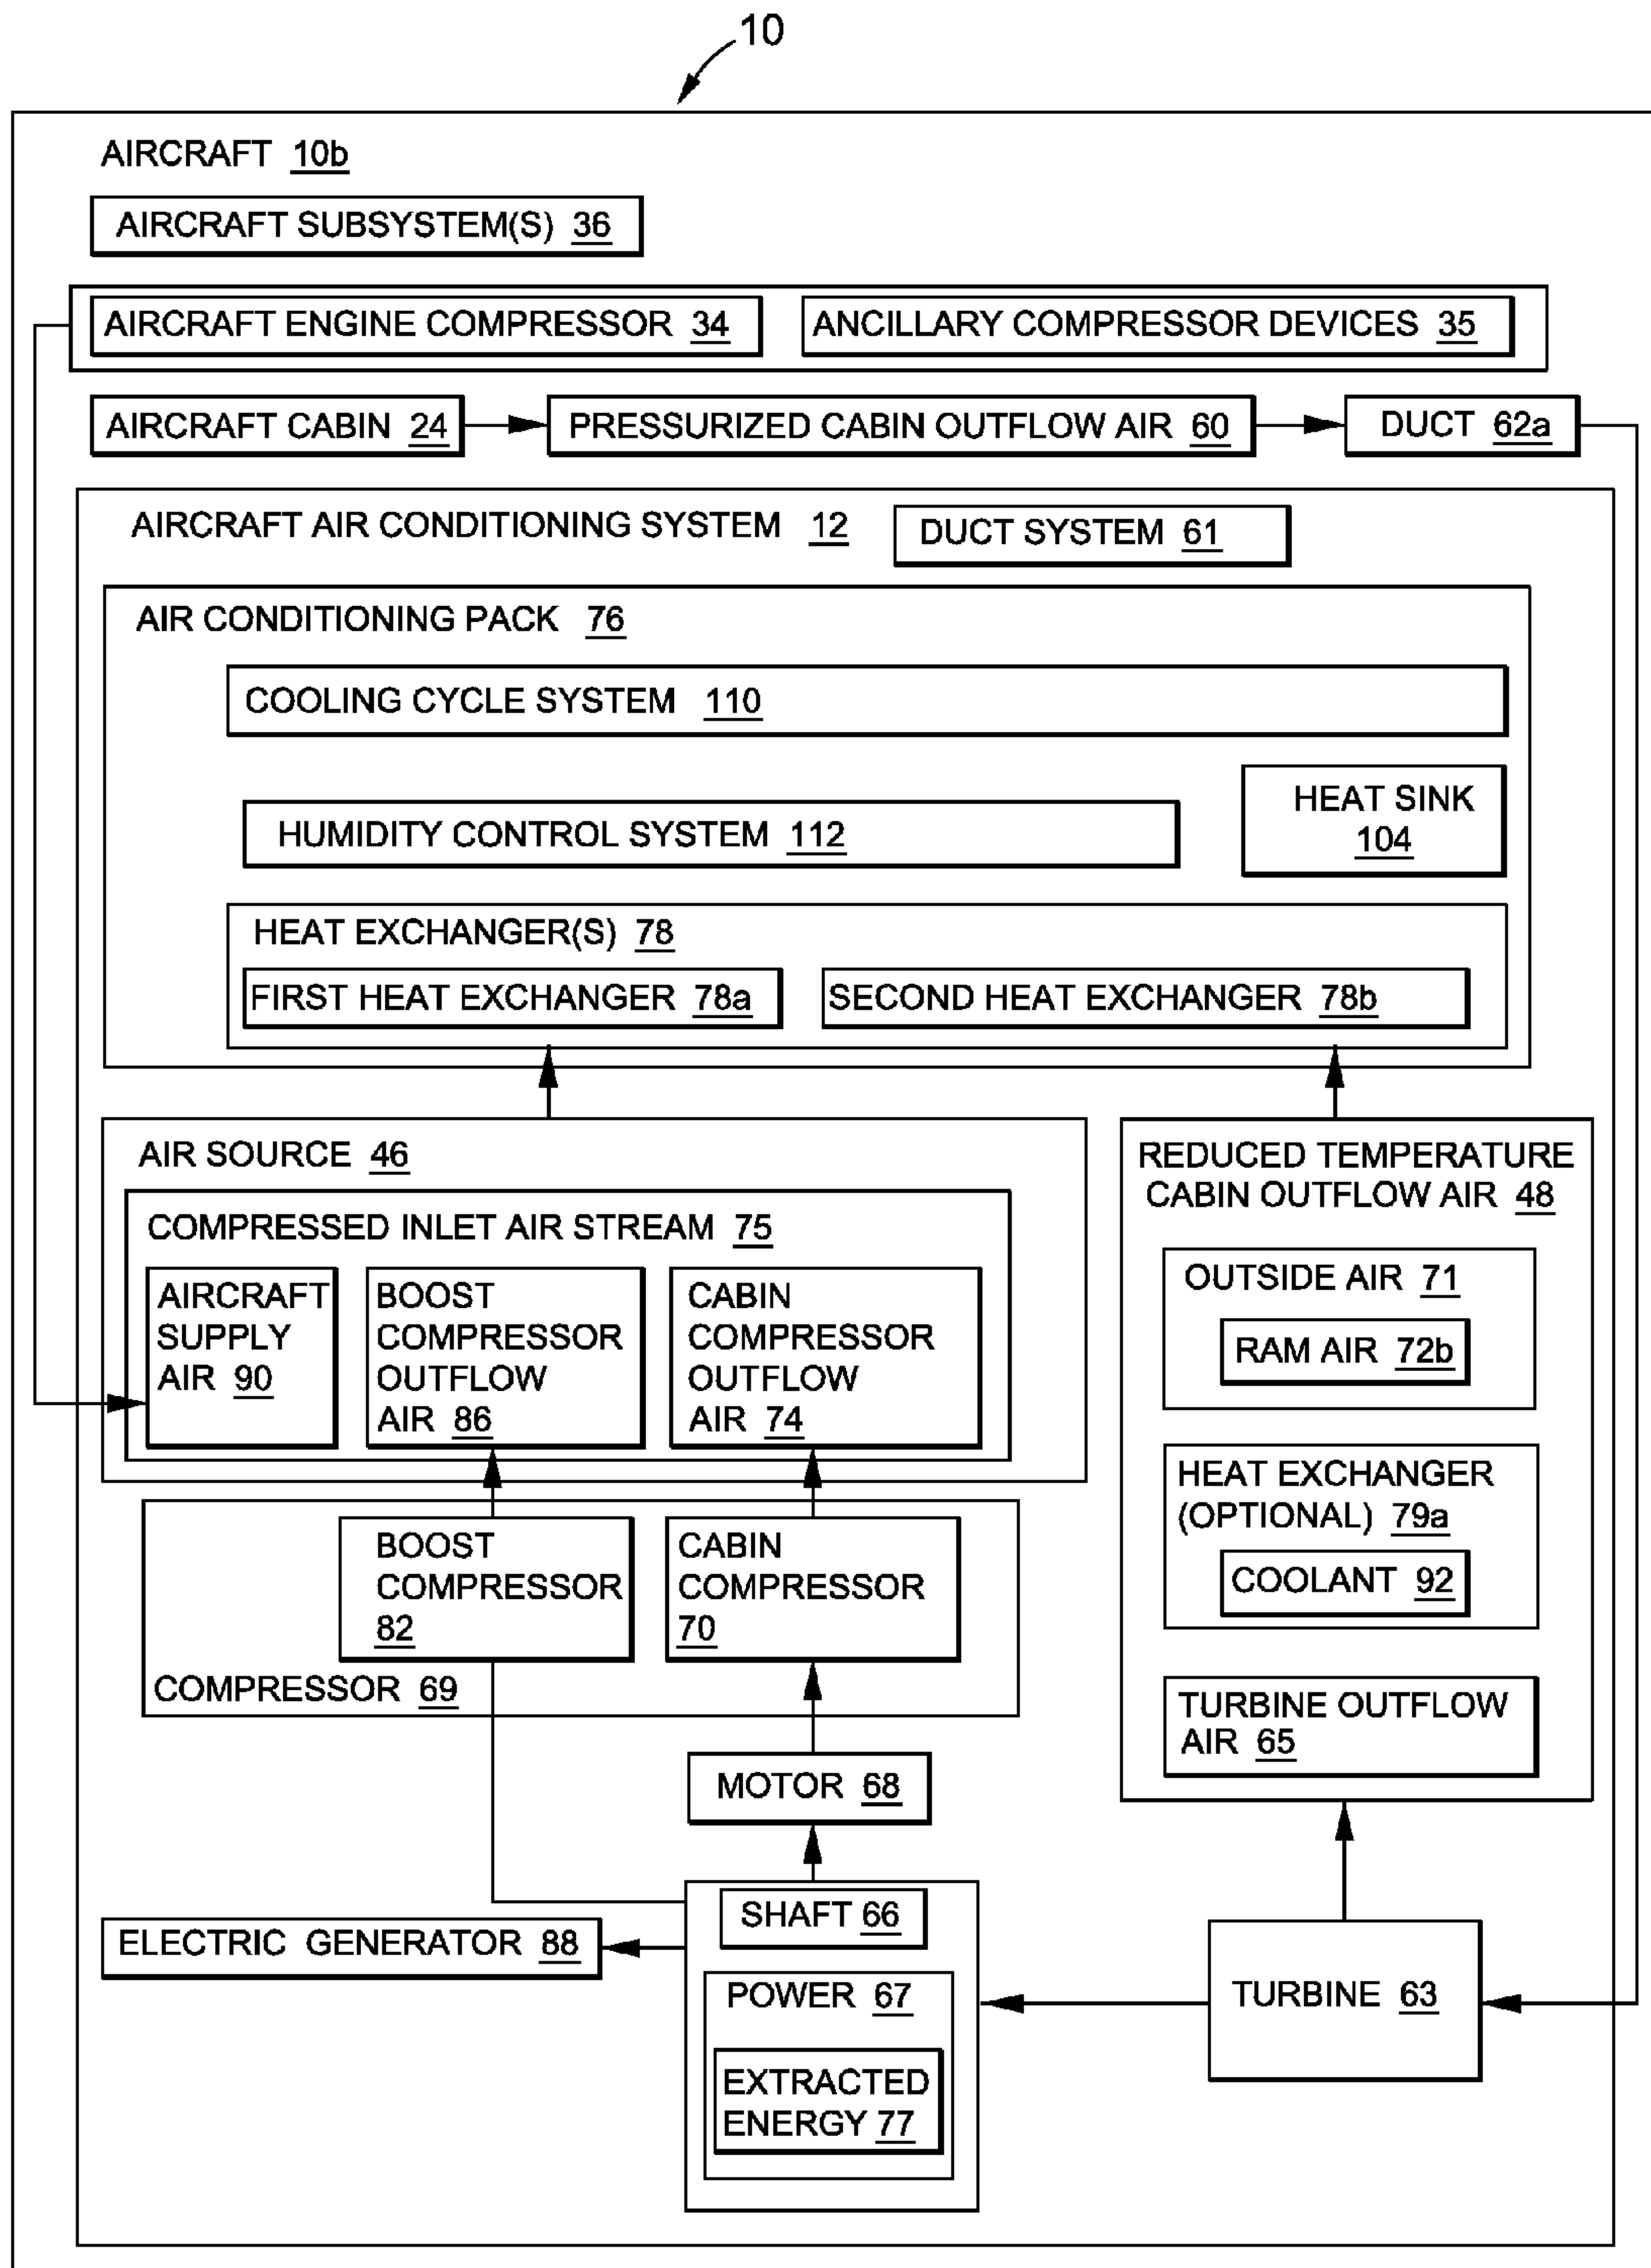 10
AIRCRAFT 10b
AIRCRAFT SUBSYSTEM(S) 36
AIRCRAFT ENGINE COMPRESSOR 34
ANCILLARY COMPRESSOR DEVICES 35
AIRCRAFT CABIN 24
PRESSURIZED CABIN OUTFLOW AIR 60
DUCT 62a
AIRCRAFT AIR CONDITIONING SYSTEM 12
DUCT SYSTEM 61
AIR CONDITIONING PACK 76
COOLING CYCLE SYSTEM 110
HUMIDITY CONTROL SYSTEM 112
HEAT SINK
104
HEAT EXCHANGER(S) 78
FIRST HEAT EXCHANGER 78a
SECOND HEAT EXCHANGER 78b
AIR SOURCE 46
COMPRESSED INLET AIR STREAM 75
AIRCRAFT
SUPPLY
AIR 90
BOOST
COMPRESSOR
OUTFLOW
AIR 86
CABIN
COMPRESSOR
OUTFLOW
AIR 74
REDUCED TEMPERATURE
CABIN OUTFLOW AIR 48
OUTSIDE AIR 71
RAM AIR 72b
HEAT EXCHANGER
(OPTIONAL) 79a
COOLANT 92
TURBINE OUTFLOW
AIR 65
BOOST
COMPRESSOR
82
CABIN
COMPRESSOR
70
COMPRESSOR 69
MOTOR 68
SHAFT 66
ELECTRIC GENERATOR 88
POWER 67
EXTRACTED
ENERGY 77
TURBINE 63